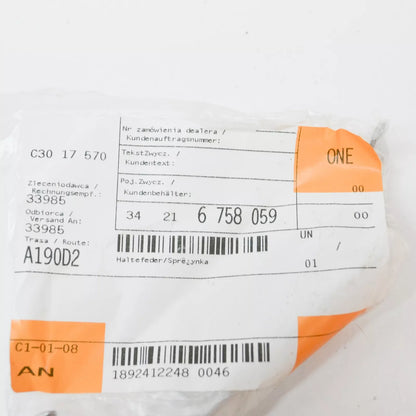 Nr zamówienia dealera /
Kundenauftragsnummer:
C30 17 570
TekstZwycz. /
Kundentext:
ONE
Zleceniodawca /
Rechnungsempf.:
33985
Poj.Zwycz. /
Kundenbehälter:
00
Odbiorca /
Versand An:
33985
34 21 6 758 059
00
Trasa / Route:
A190D2
UN /
01
Haltefeder/Sprężynka
C1-01-08
AN
1892412248 0046